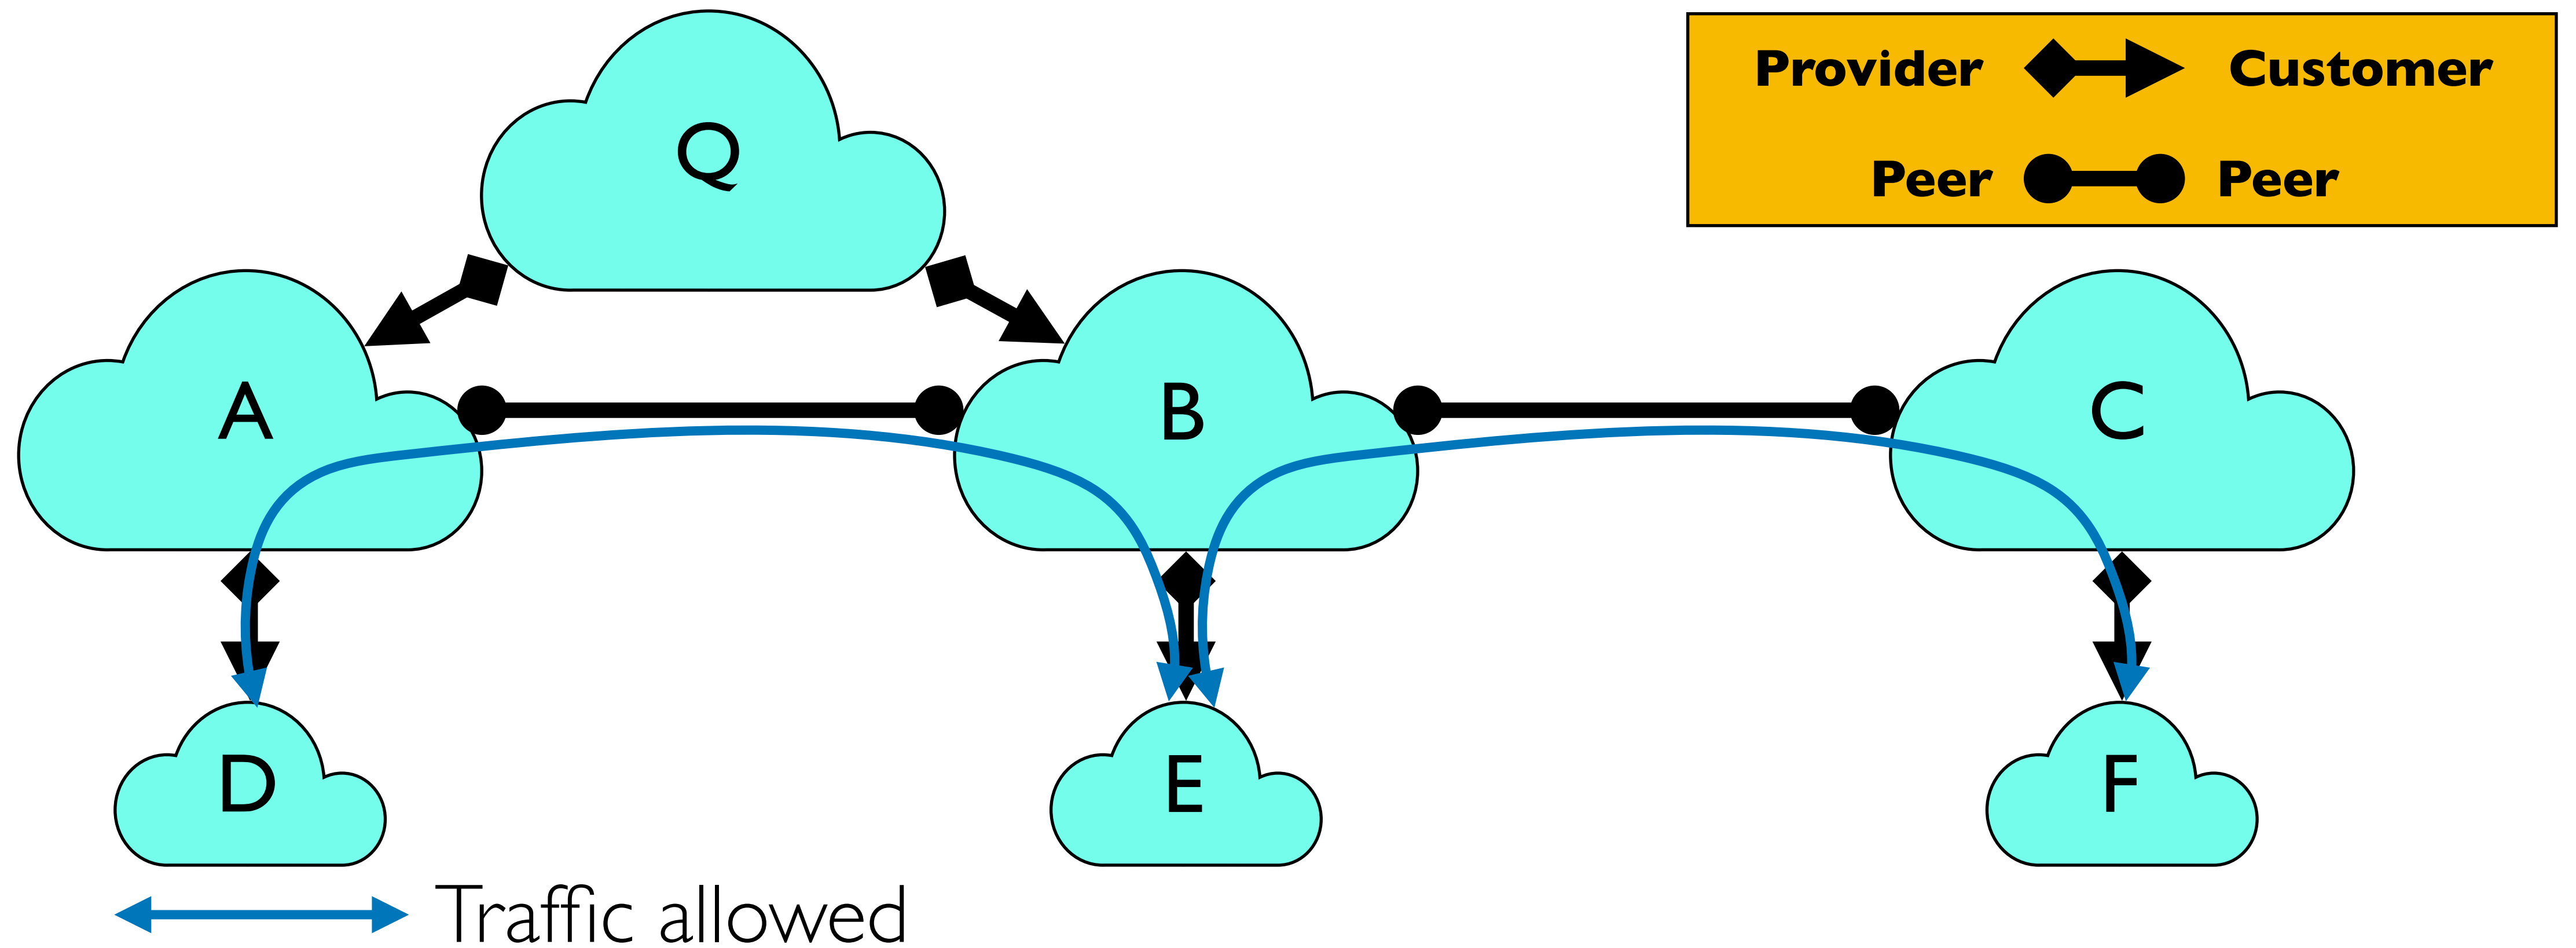 Q
Provider Customer
Peer Peer
A B C
D E F
Traffic allowed